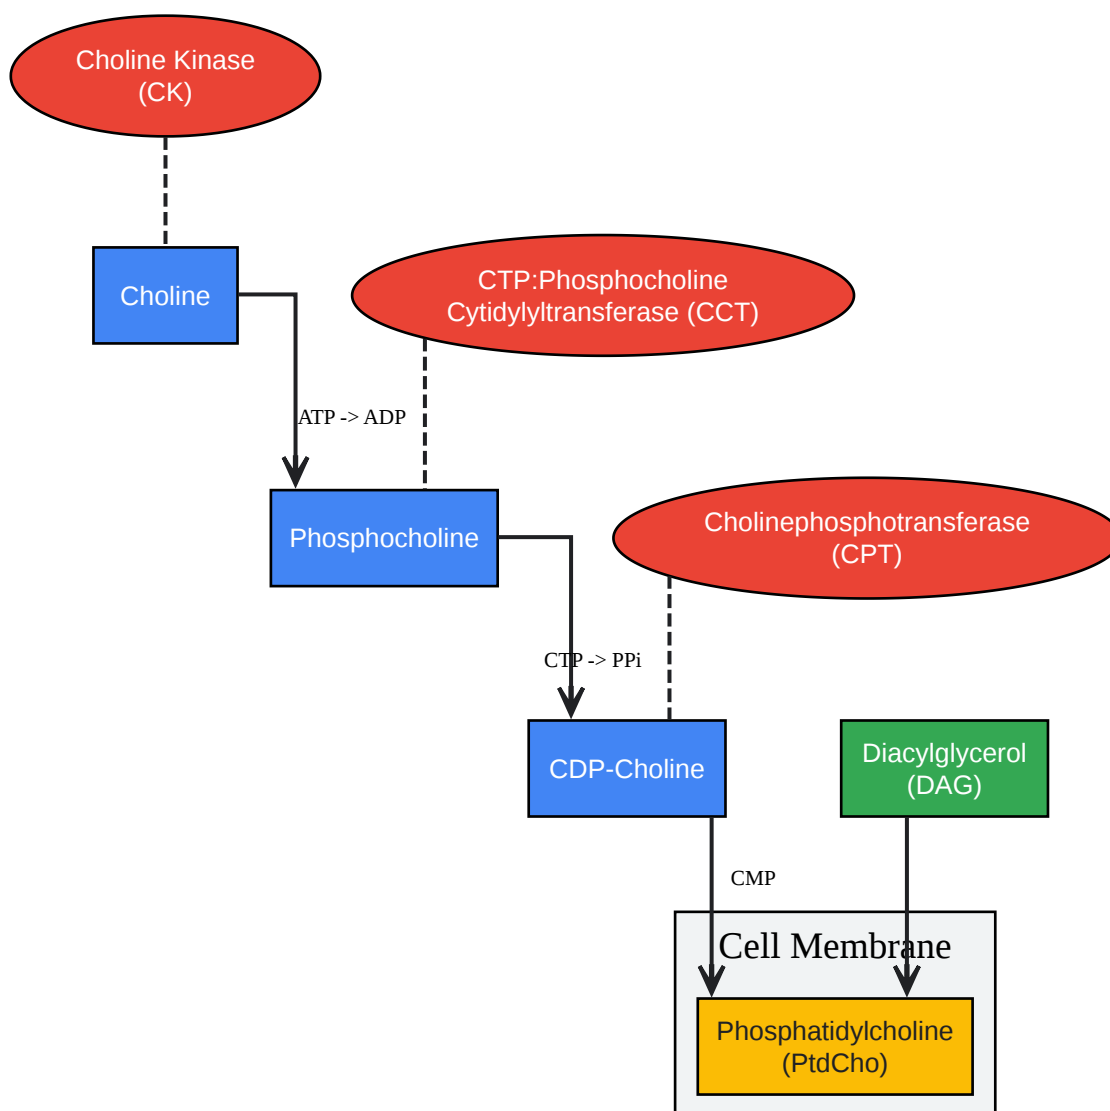 Choline Kinase
(CK)
Choline
CTP:Phosphocholine
Cytidylyltransferase (CCT)
ATP -> ADP
Phosphocholine
Cholinephosphotransferase
(CPT)
CTP -> PPi
CDP-Choline
Diacylglycerol
(DAG)
CMP
Cell Membrane
Phosphatidylcholine
(PtdCho)